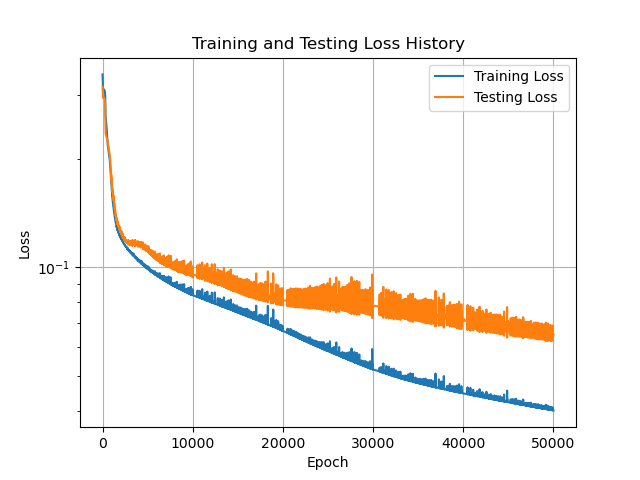 Training and Testing Loss History
Training Loss
Testing Loss
Loss
10⁻¹
0 10000 20000 30000 40000 50000
Epoch